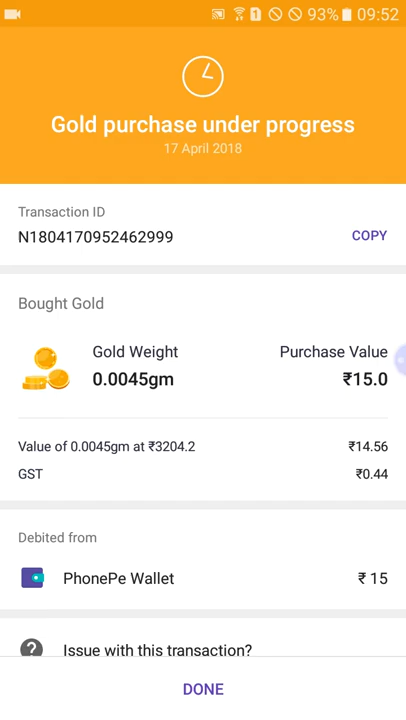 1 93% 09:52
Gold purchase under progress
17 April 2018
Transaction ID
N1804170952462999 COPY
Bought Gold
Gold Weight Purchase Value
0.0045gm ₹15.0
Value of 0.0045gm at ₹3204.2 ₹14.56
GST ₹0.44
Debited from
PhonePe Wallet ₹ 15
? Issue with this transaction?
DONE